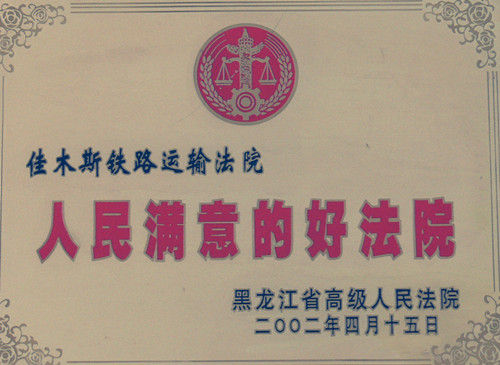 佳木斯铁路运输法院
人民满意的好法院
黑龙江省高级人民法院
二〇〇二年四月十五日